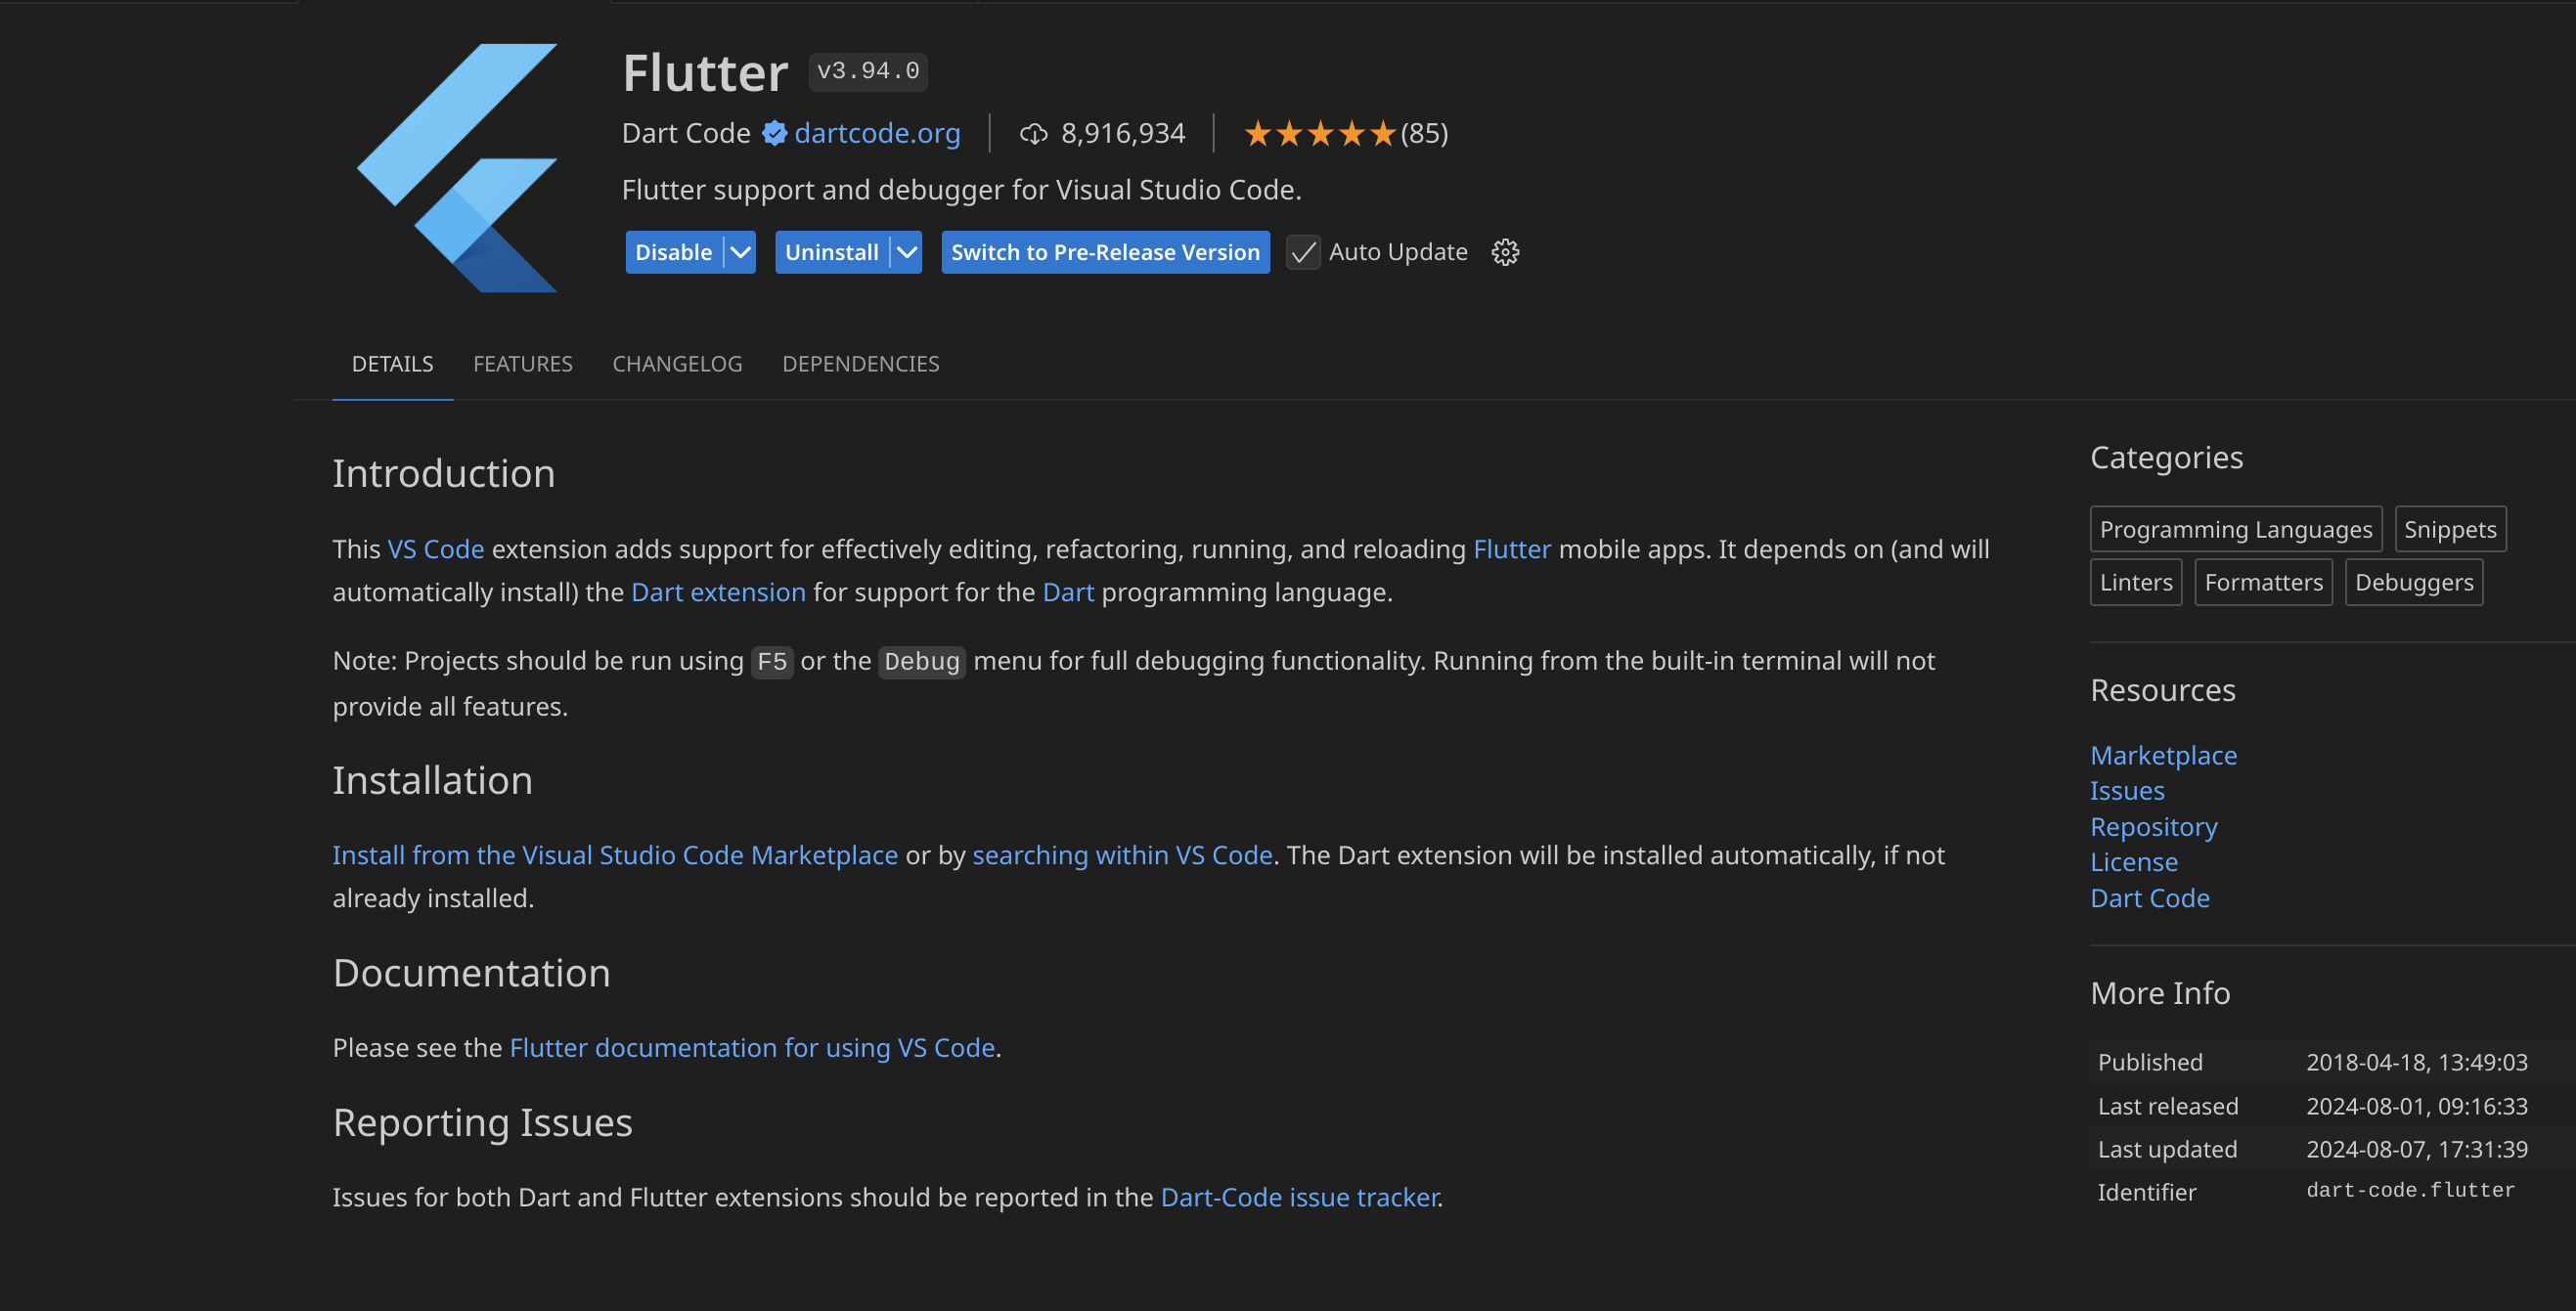 Flutter v3.94.0
Dart Code dartcode.org 8,916,934 (85)
Flutter support and debugger for Visual Studio Code.
Disable Uninstall Switch to Pre-Release Version Auto Update
DETAILS FEATURES CHANGELOG DEPENDENCIES
Introduction
This VS Code extension adds support for effectively editing, refactoring, running, and reloading Flutter mobile apps. It depends on (and will
automatically install) the Dart extension for support for the Dart programming language.
Note: Projects should be run using F5 or the Debug menu for full debugging functionality. Running from the built-in terminal will not
provide all features.
Installation
Install from the Visual Studio Code Marketplace or by searching within VS Code. The Dart extension will be installed automatically, if not
already installed.
Documentation
Please see the Flutter documentation for using VS Code.
Reporting Issues
Issues for both Dart and Flutter extensions should be reported in the Dart-Code issue tracker.
Categories
Programming Languages Snippets
Linters Formatters Debuggers
Resources
Marketplace
Issues
Repository
License
Dart Code
More Info
Published 2018-04-18, 13:49:03
Last released 2024-08-01, 09:16:33
Last updated 2024-08-07, 17:31:39
Identifier dart-code.flutter